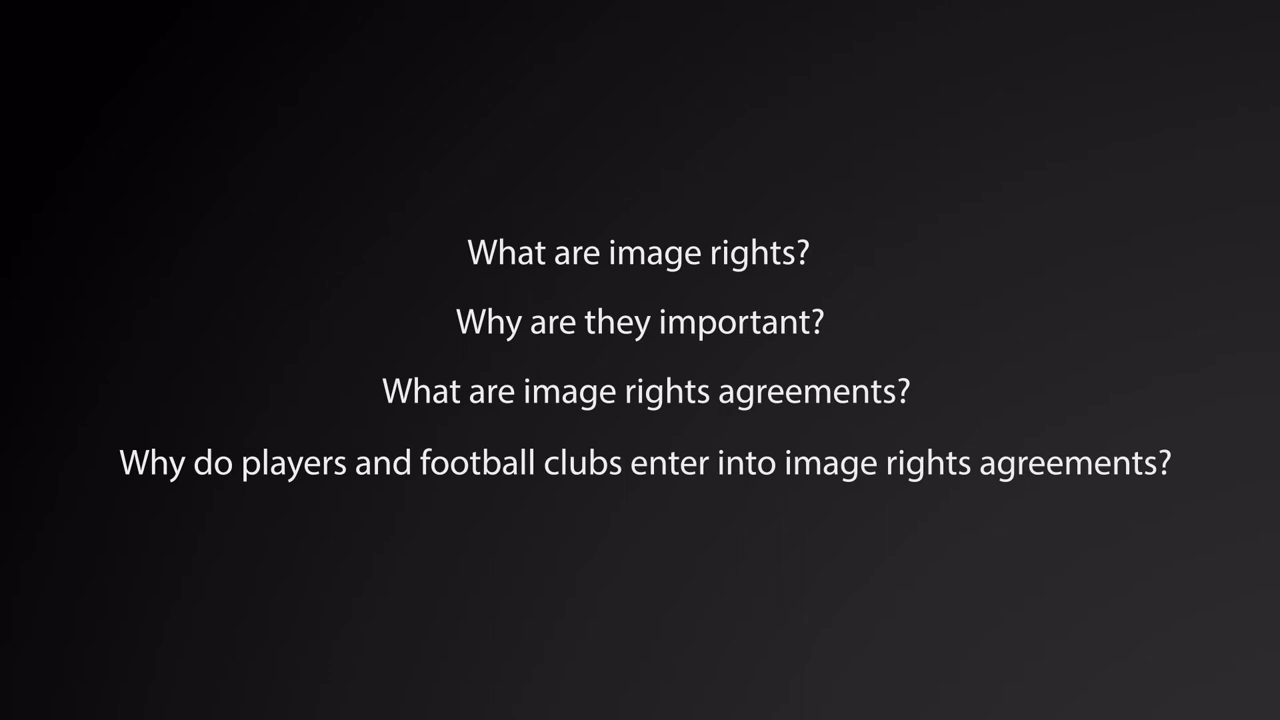 What are image rights?
Why are they important?
What are image rights agreements?
Why do players and football clubs enter into image rights agreements?